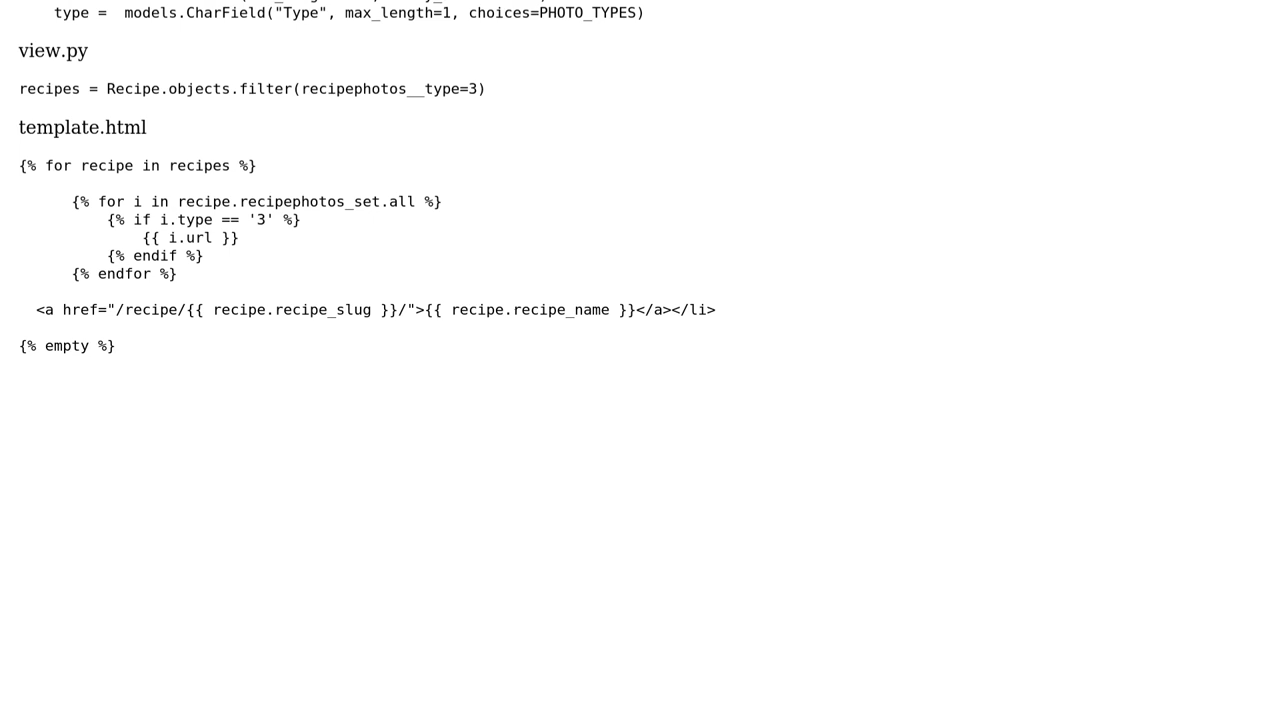 type =  models.CharField("Type", max_length=1, choices=PHOTO_TYPES)
view.py
recipes = Recipe.objects.filter(recipephotos__type=3)
template.html
{% for recipe in recipes %}
{% for i in recipe.recipephotos_set.all %}
{% if i.type == '3' %}
{{ i.url }}
{% endif %}
{% endfor %}
<a href="/recipe/{{ recipe.recipe_slug }}/">{{ recipe.recipe_name }}</a></li>
{% empty %}